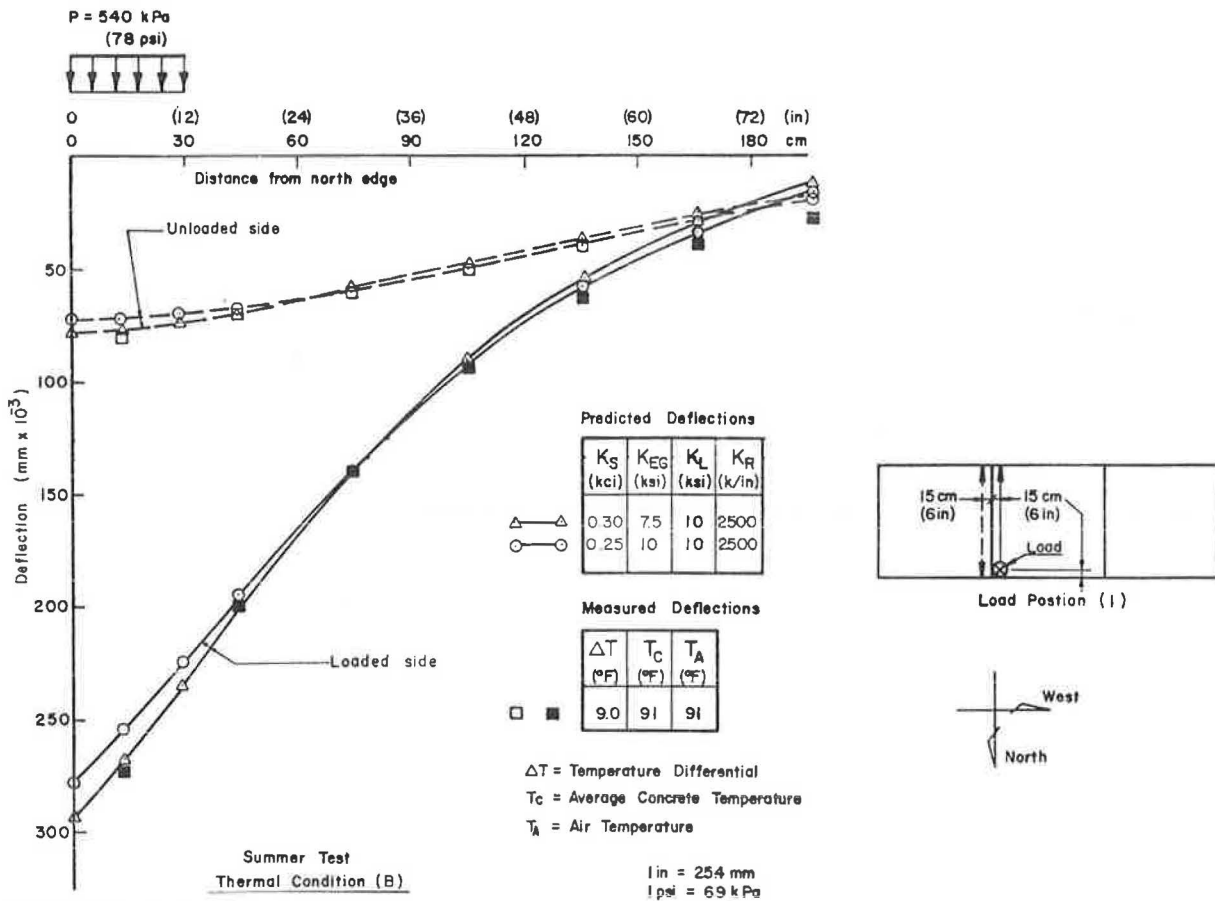 P = 540 kPa
(78 psi)
0 (12) (24) (36) (48) (60) (72) (in)
0 30 60 90 120 150 180 cm
Distance from north edge
Unloaded side
50
100
150
200
250
300
Deflection (mm x 10⁻³)
Loaded side
Predicted Deflections
K_S K_EG K_L K_R
(kci) (ksi) (ksi) (k/in)
0.30 7.5 10 2500
0.25 10 10 2500
Measured Deflections
ΔT T_C T_A
(°F) (°F) (°F)
9.0 91 91
ΔT = Temperature Differential
T_C = Average Concrete Temperature
T_A = Air Temperature
Summer Test
Thermal Condition (B)
1 in = 254 mm
1 psi = 69 kPa
15 cm 15 cm
(6 in) (6 in)
Load
Load Postion (1)
West
North